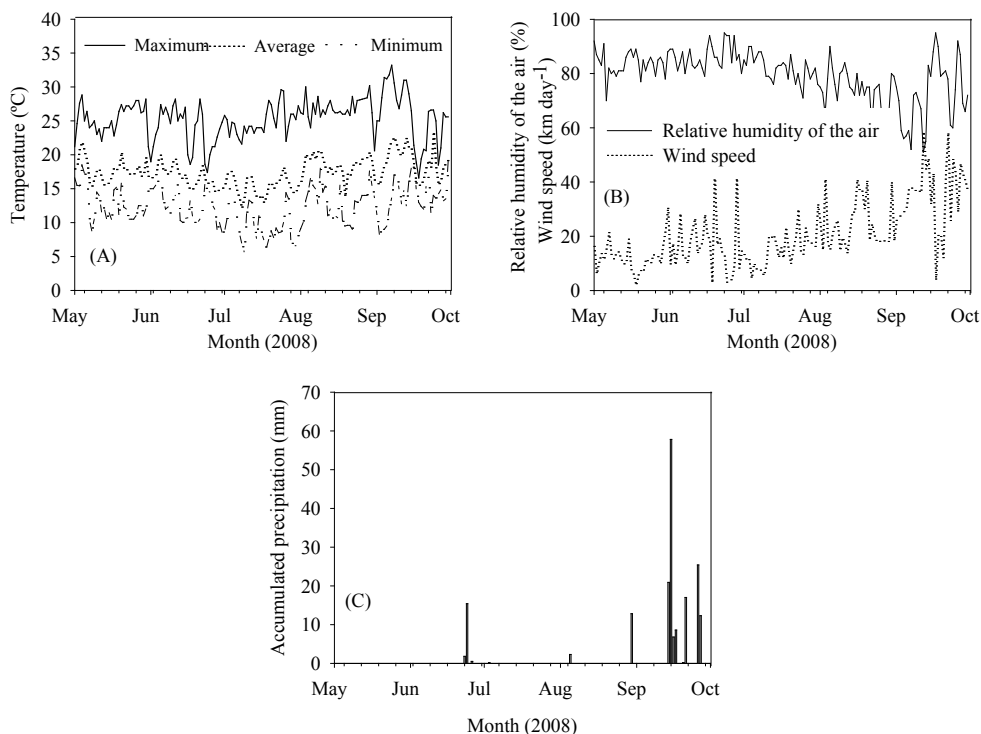 40
35
30
25
20
15
10
5
0
Temperature (ºC)
Maximum Average Minimum
(A)
May Jun Jul Aug Sep Oct
Month (2008)
100
80
60
40
20
0
Relative humidity of the air (%)
Wind speed (km day-1)
Relative humidity of the air
Wind speed
(B)
May Jun Jul Aug Sep Oct
Month (2008)
70
60
50
40
30
20
10
0
Accumulated precipitation (mm)
(C)
May Jun Jul Aug Sep Oct
Month (2008)